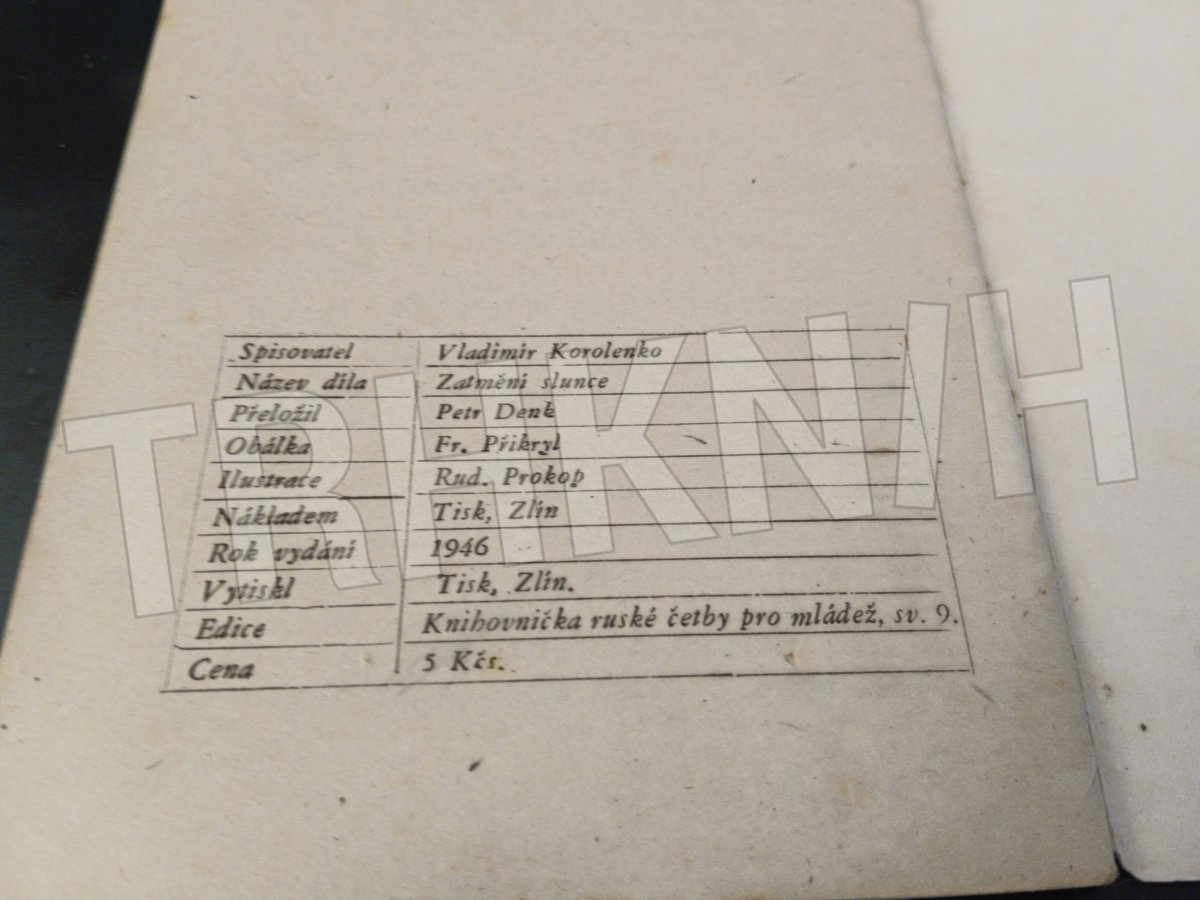 Spisovatel Vladimír Korolenko
Název díla Zatmění slunce
Přeložil Petr Denk
Obálka Fr. Přikryl
Ilustrace Rud. Prokop
Nákladem Tisk, Zlín
Rok vydání 1946
Vytiskl Tisk, Zlín.
Edice Knihovnička ruské četby pro mládež, sv. 9.
Cena 5 Kčs.